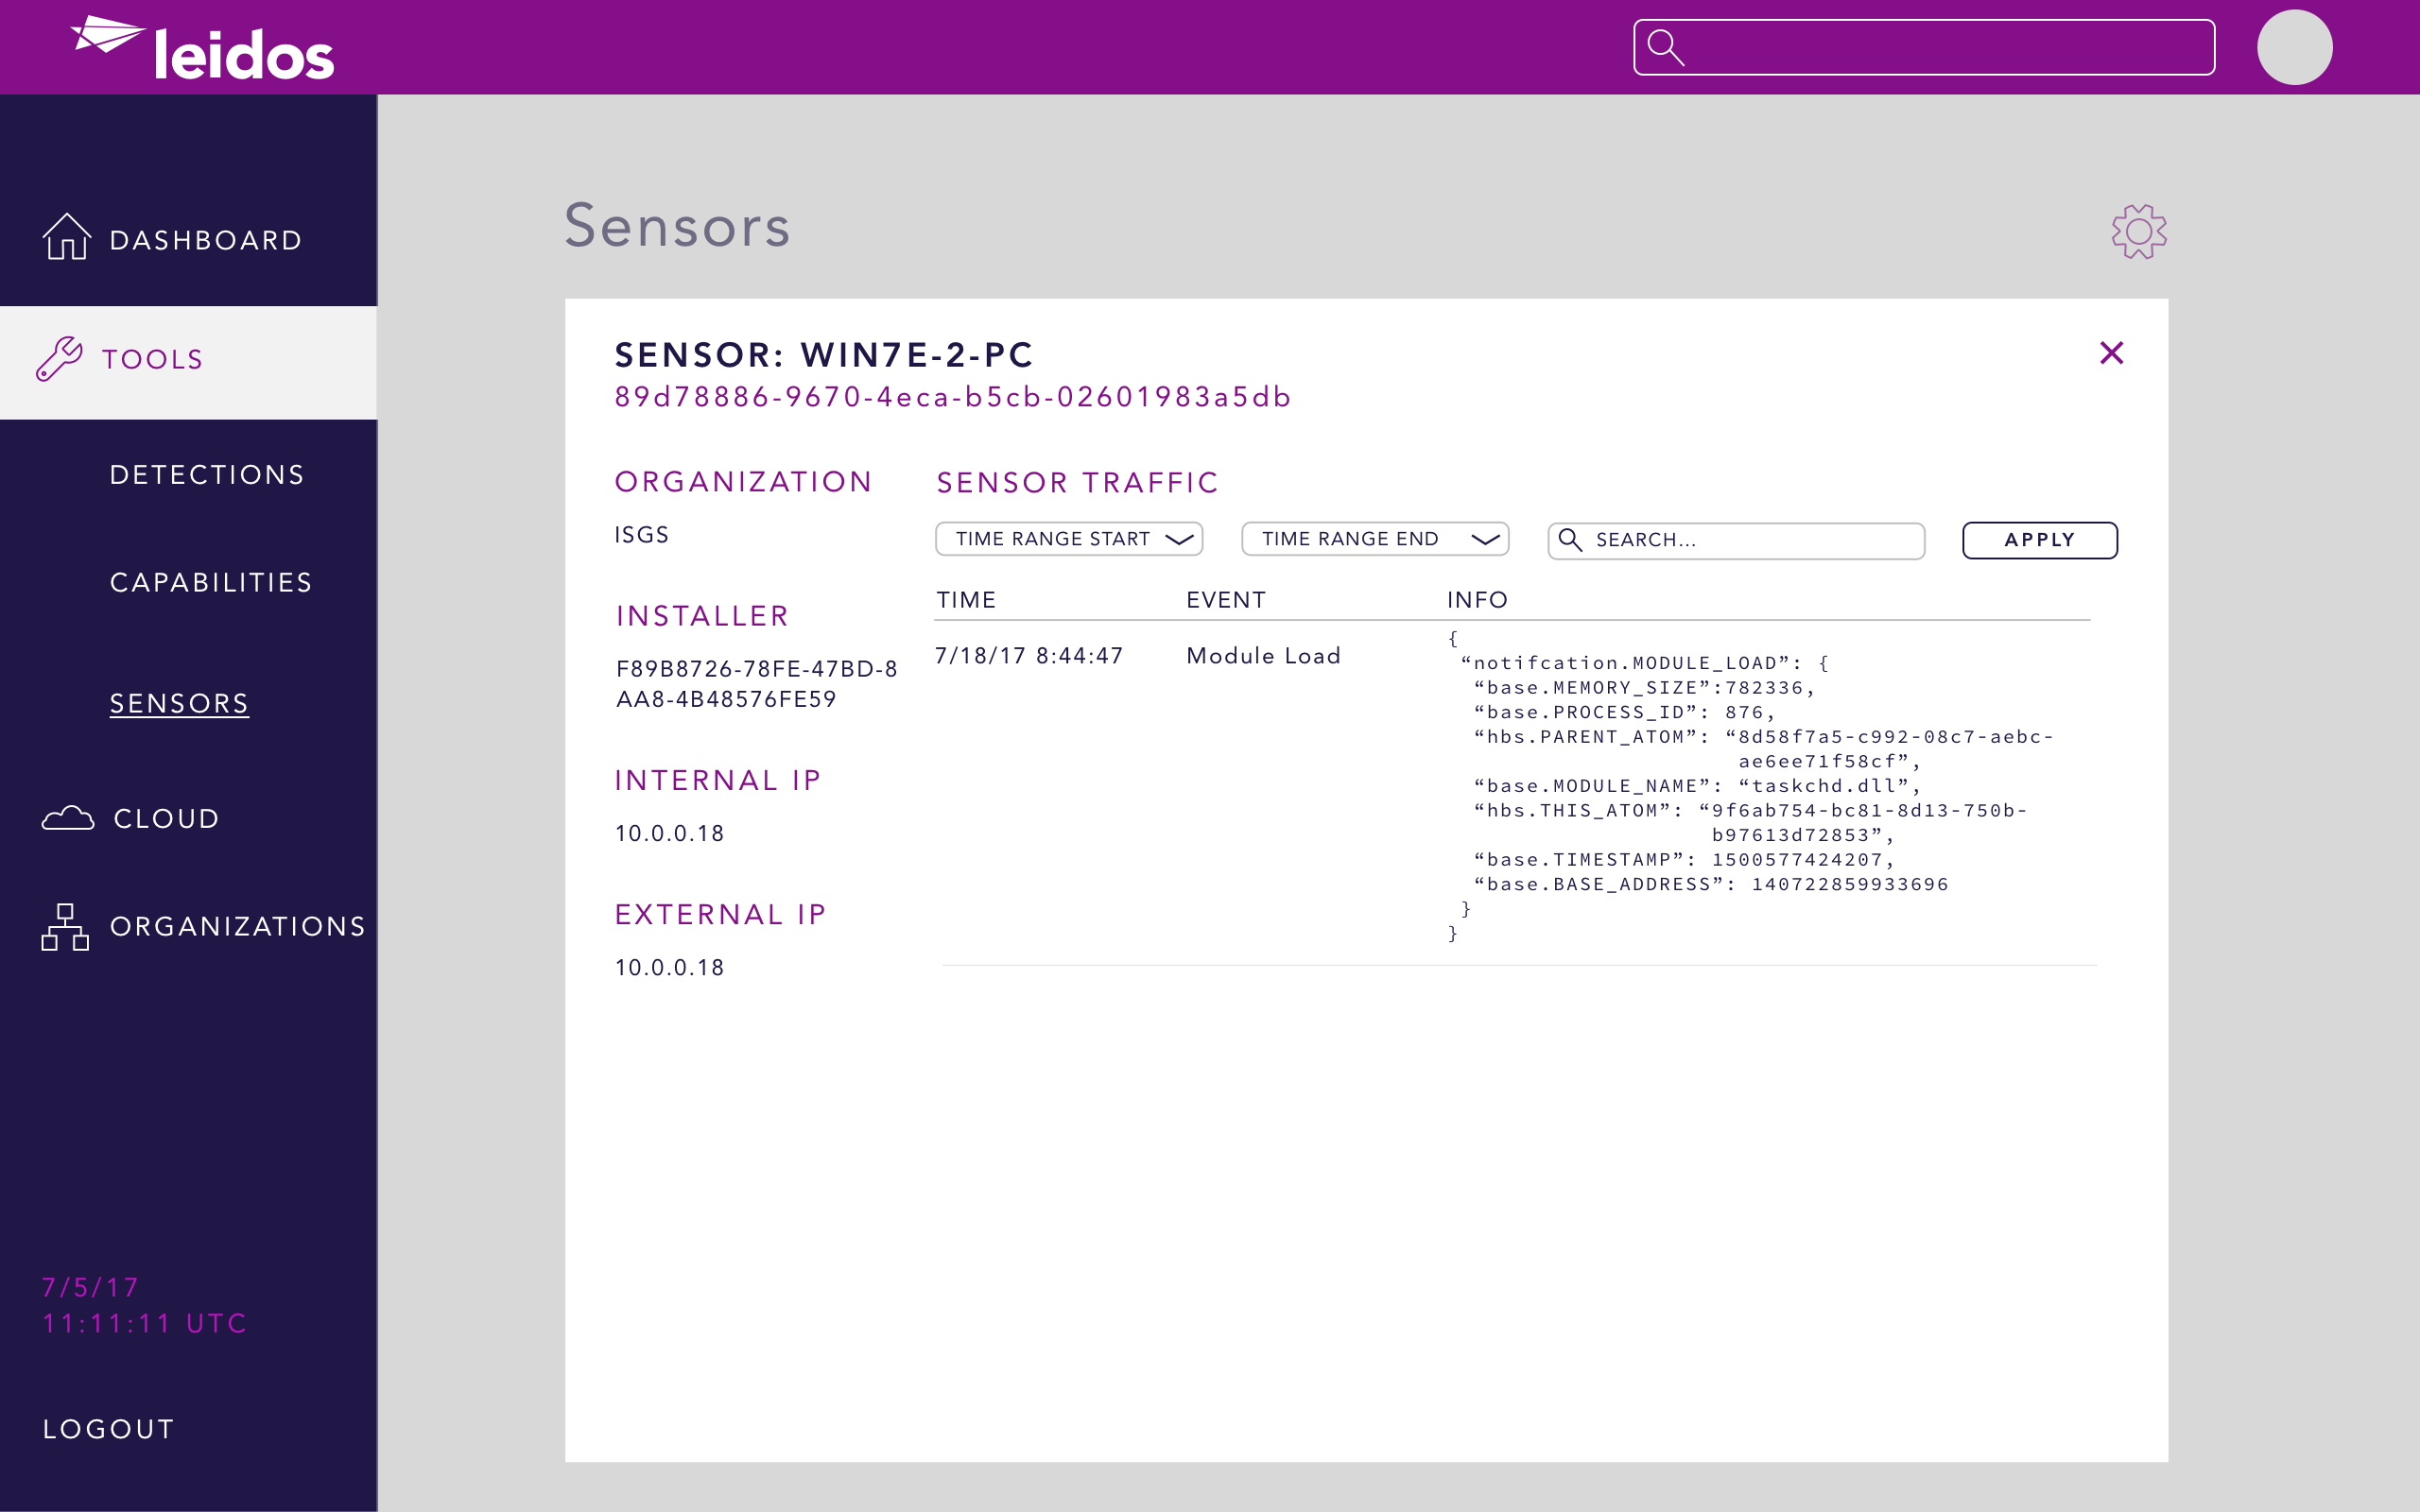 leidos
DASHBOARD
TOOLS
DETECTIONS
CAPABILITIES
SENSORS
CLOUD
ORGANIZATIONS
7/5/17
11:11:11 UTC
LOGOUT
Sensors
SENSOR: WIN7E-2-PC
89d78886-9670-4eca-b5cb-02601983a5db
ORGANIZATION
ISGS
INSTALLER
F89B8726-78FE-47BD-8
AA8-4B48576FE59
INTERNAL IP
10.0.0.18
EXTERNAL IP
10.0.0.18
SENSOR TRAFFIC
TIME RANGE START
TIME RANGE END
SEARCH...
APPLY
TIME EVENT INFO
7/18/17 8:44:47 Module Load
{
“notifcation.MODULE_LOAD”: {
“base.MEMORY_SIZE”:782336,
“base.PROCESS_ID”: 876,
“hbs.PARENT_ATOM”: “8d58f7a5-c992-08c7-aebc-
ae6ee71f58cf”,
“base.MODULE_NAME”: “taskchd.dll”,
“hbs.THIS_ATOM”: “9f6ab754-bc81-8d13-750b-
b97613d72853”,
“base.TIMESTAMP”: 1500577424207,
“base.BASE_ADDRESS”: 140722859933696
}
}